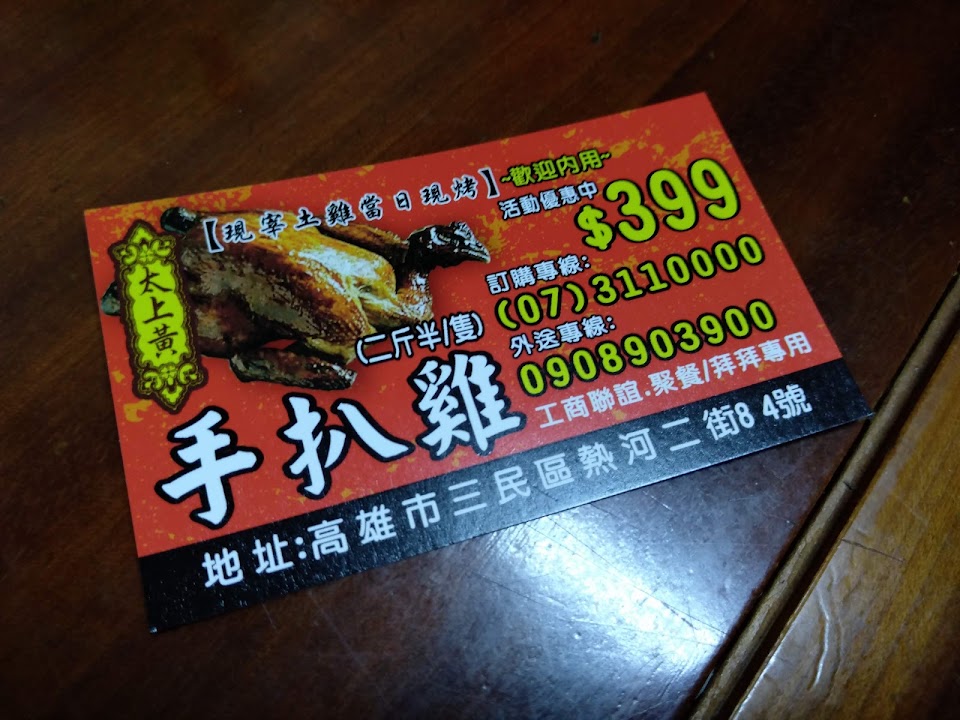 【現宰土雞當日現烤】
太上黃
(二斤半/隻)
手扒雞
~歡迎內用~
活動優惠中
$399
訂購專線:
(07)3110000
外送專線:
0908903900
工商聯誼.聚餐/拜拜專用
地址:高雄市三民區熱河二街84號